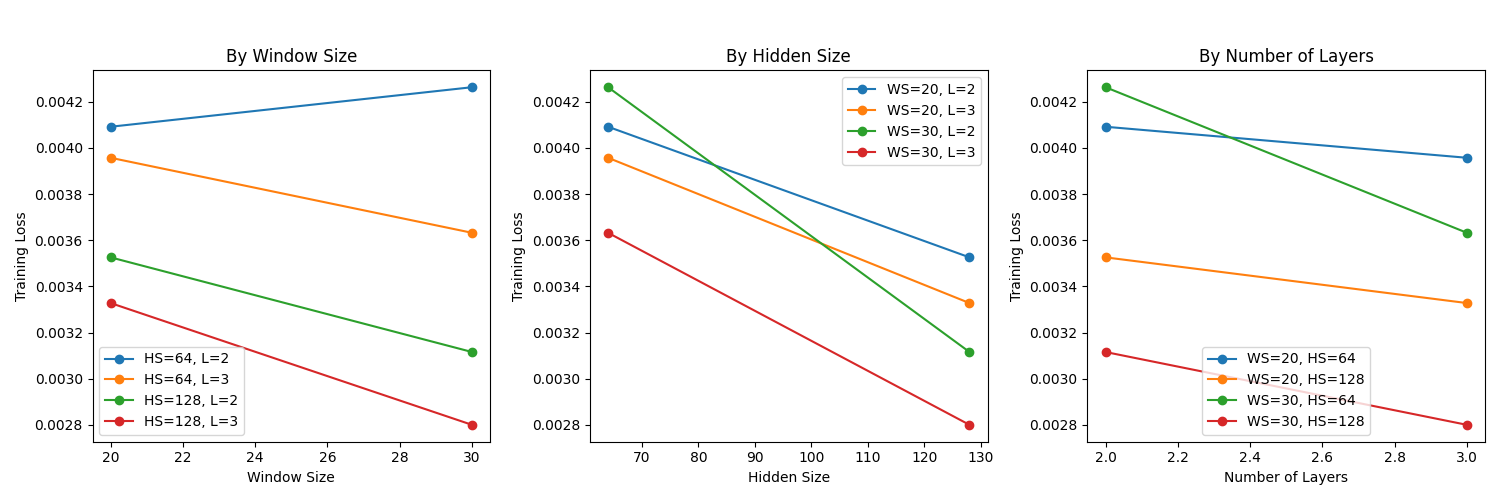 By Window Size
0.0042
0.0040
0.0038
0.0036
0.0034
0.0032
0.0030
0.0028
Training Loss
HS=64, L=2
HS=64, L=3
HS=128, L=2
HS=128, L=3
20 22 24 26 28 30
Window Size
By Hidden Size
0.0042
0.0040
0.0038
0.0036
0.0034
0.0032
0.0030
0.0028
Training Loss
WS=20, L=2
WS=20, L=3
WS=30, L=2
WS=30, L=3
70 80 90 100 110 120 130
Hidden Size
By Number of Layers
0.0042
0.0040
0.0038
0.0036
0.0034
0.0032
0.0030
0.0028
Training Loss
WS=20, HS=64
WS=20, HS=128
WS=30, HS=64
WS=30, HS=128
2.0 2.2 2.4 2.6 2.8 3.0
Number of Layers